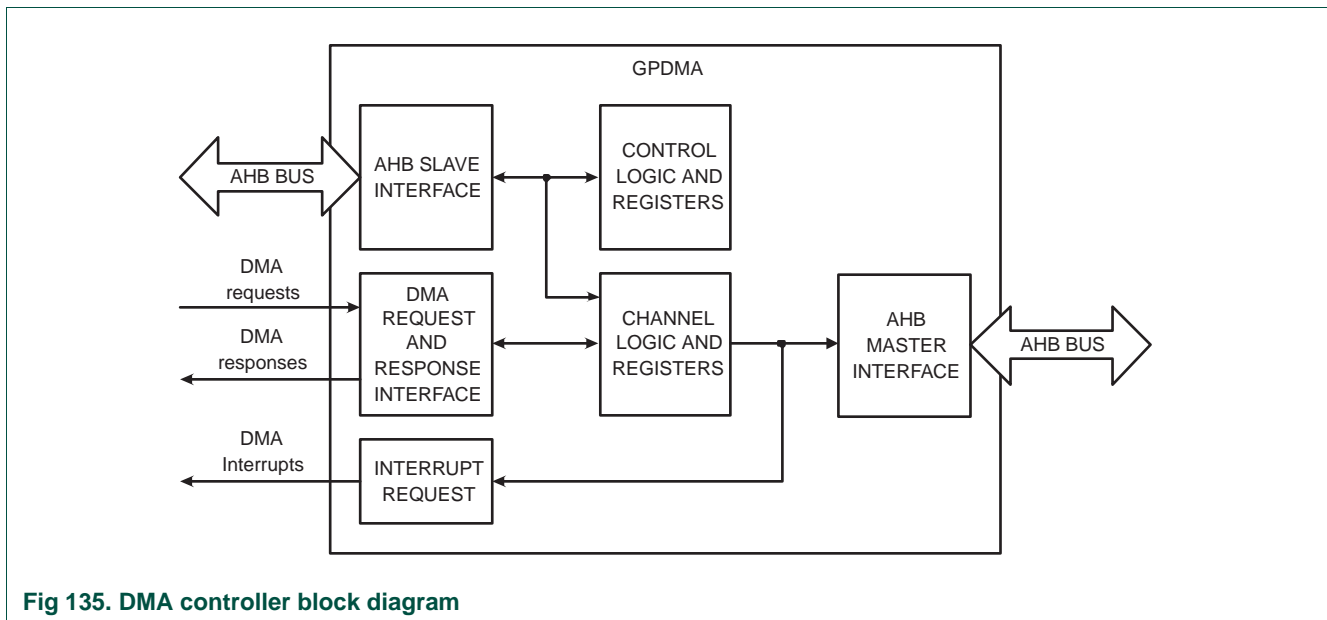 GPDMA
AHB BUS
AHB SLAVE
INTERFACE
CONTROL
LOGIC AND
REGISTERS
DMA
requests
DMA
responses
DMA
REQUEST
AND
RESPONSE
INTERFACE
CHANNEL
LOGIC AND
REGISTERS
AHB
MASTER
INTERFACE
AHB BUS
DMA
Interrupts
INTERRUPT
REQUEST
Fig 135. DMA controller block diagram